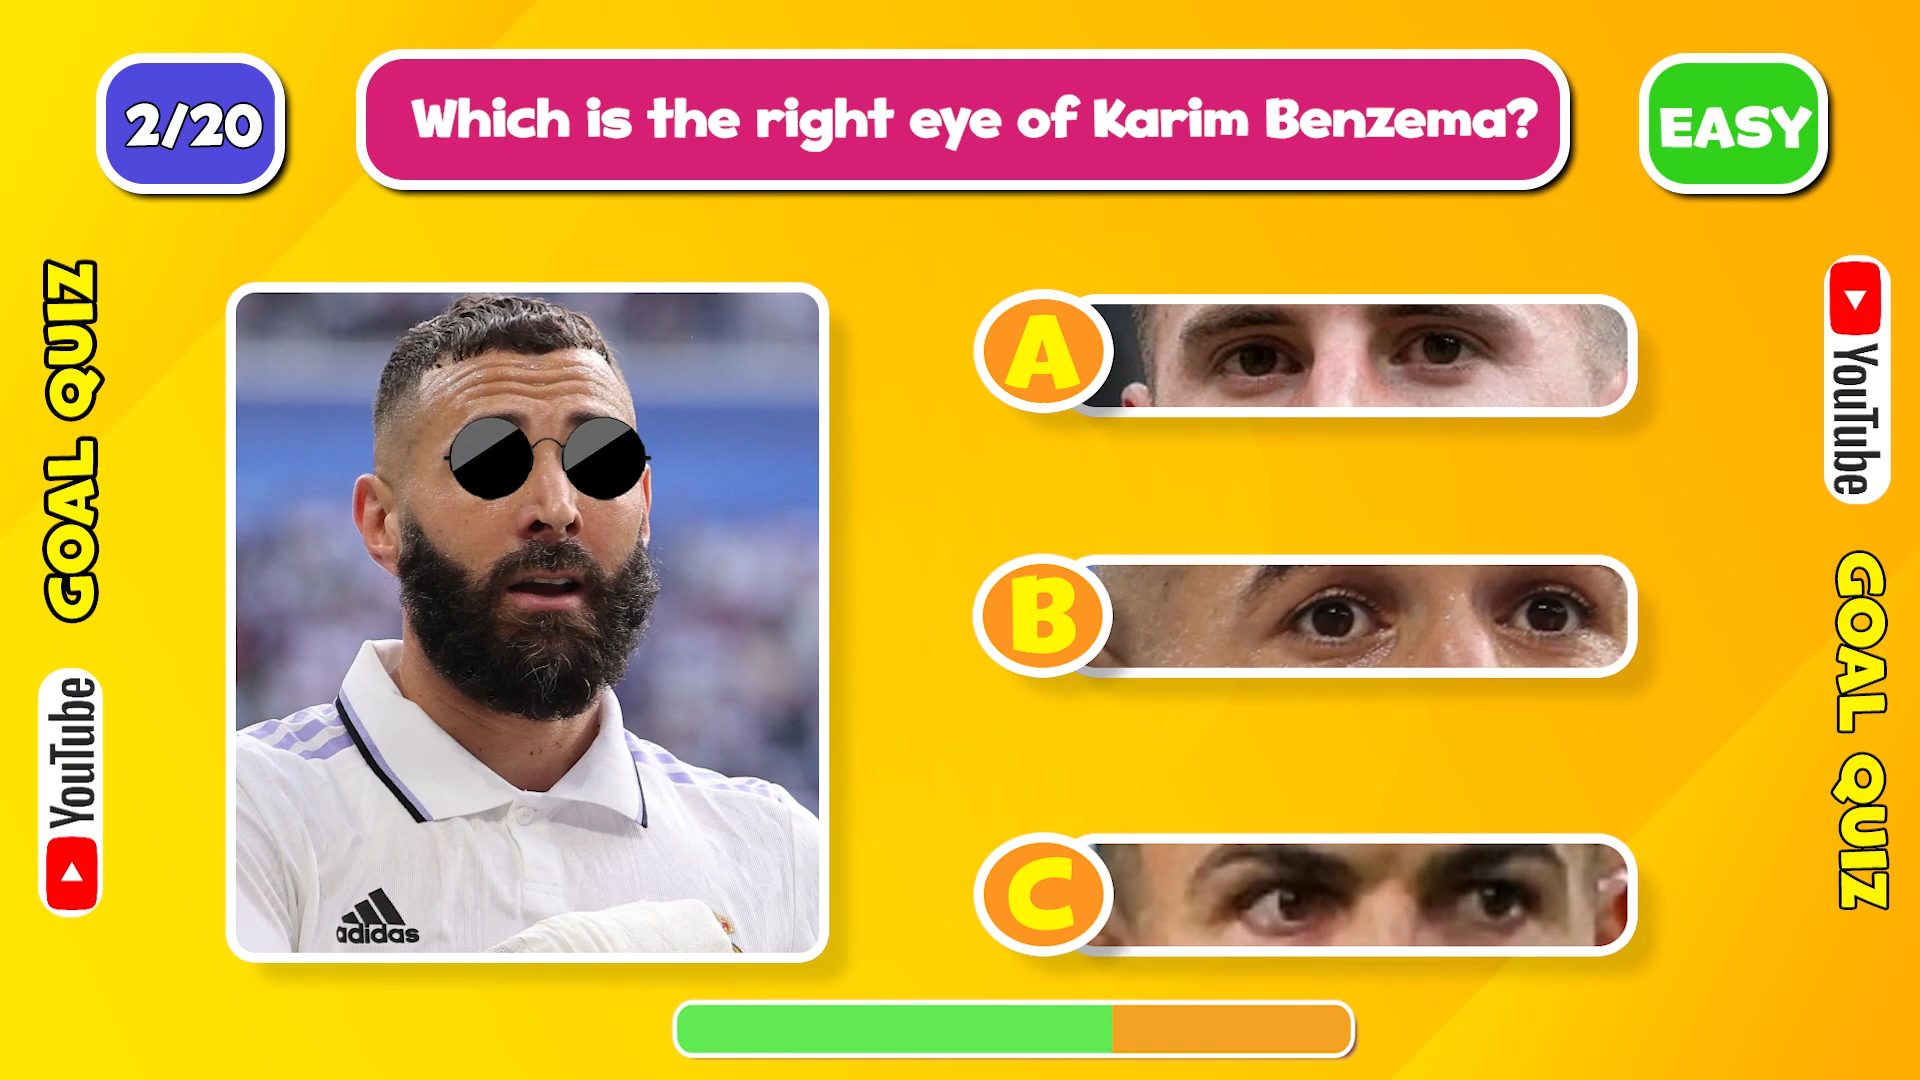 2/20
Which is the right eye of Karim Benzema?
EASY
GOAL QUIZ
YouTube
A
B
C
adidas
YouTube
GOAL QUIZ